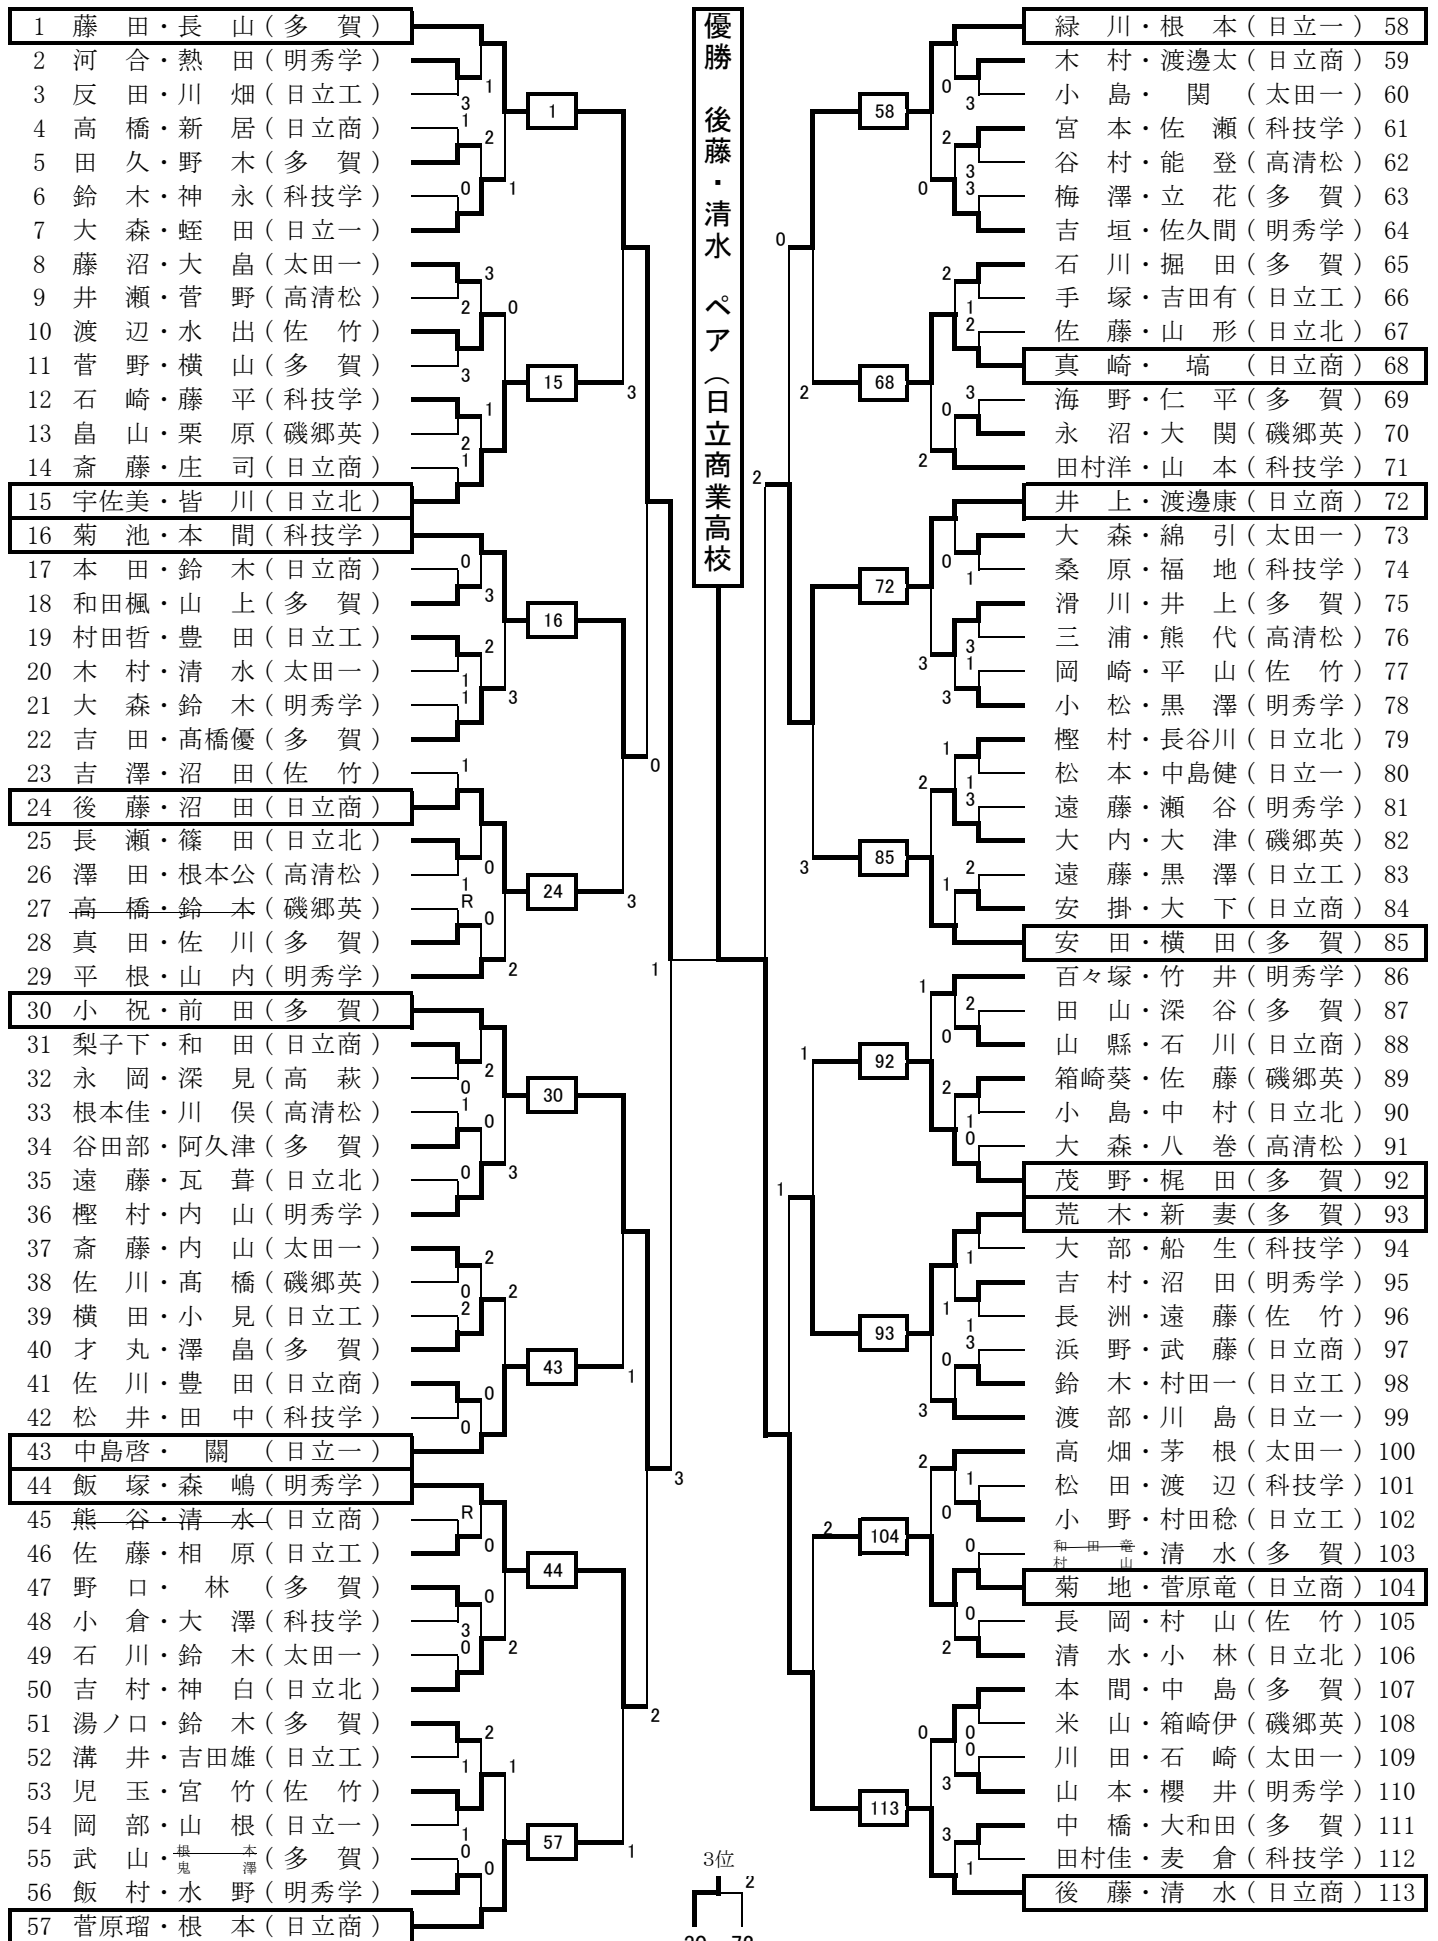 1 藤 田・長 山(多 賀)
2 河 合・熱 田(明秀学)
3 反 田・川 畑(日立工)
4 高 橋・新 居(日立商)
5 田 久・野 木(多 賀)
6 鈴 木・神 永(科技学)
7 大 森・蛭 田(日立一)
8 藤 沼・大 畠(太田一)
9 井 瀬・菅 野(高清松)
10 渡 辺・水 出(佐 竹)
11 菅 野・横 山(多 賀)
12 石 崎・藤 平(科技学)
13 畠 山・栗 原(磯郷英)
14 斎 藤・庄 司(日立商)
15 宇佐美・皆 川(日立北)
16 菊 池・本 間(科技学)
17 本 田・鈴 木(日立商)
18 和田楓・山 上(多 賀)
19 村田哲・豊 田(日立工)
20 木 村・清 水(太田一)
21 大 森・鈴 木(明秀学)
22 吉 田・髙橋優(多 賀)
23 吉 澤・沼 田(佐 竹)
24 後 藤・沼 田(日立商)
25 長 瀬・篠 田(日立北)
26 澤 田・根本公(高清松)
27 高 橋・鈴 木(磯郷英)
28 真 田・佐 川(多 賀)
29 平 根・山 内(明秀学)
30 小 祝・前 田(多 賀)
31 梨子下・和 田(日立商)
32 永 岡・深 見(高 萩)
33 根本佳・川 俣(高清松)
34 谷田部・阿久津(多 賀)
35 遠 藤・瓦 葺(日立北)
36 樫 村・内 山(明秀学)
37 斎 藤・内 山(太田一)
38 佐 川・髙 橋(磯郷英)
39 横 田・小 見(日立工)
40 才 丸・澤 畠(多 賀)
41 佐 川・豊 田(日立商)
42 松 井・田 中(科技学)
43 中島啓・ 關 (日立一)
44 飯 塚・森 嶋(明秀学)
45 熊 谷・清 水(日立商)
46 佐 藤・相 原(日立工)
47 野 口・ 林 (多 賀)
48 小 倉・大 澤(科技学)
49 石 川・鈴 木(太田一)
50 吉 村・神 白(日立北)
51 湯ノ口・鈴 木(多 賀)
52 溝 井・吉田雄(日立工)
53 児 玉・宮 竹(佐 竹)
54 岡 部・山 根(日立一)
55 武 山・根 本 鬼 澤(多 賀)
56 飯 村・水 野(明秀学)
57 菅原瑠・根 本(日立商)
1
15
16
24
30
43
44
57
優勝 後藤・清水 ペア(日立商業高校
3位
2
58
68
72
85
92
93
104
113
緑 川・根 本(日立一) 58
木 村・渡邊太(日立商) 59
小 島・ 関 (太田一) 60
宮 本・佐 瀬(科技学) 61
谷 村・能 登(高清松) 62
梅 澤・立 花(多 賀) 63
吉 垣・佐久間(明秀学) 64
石 川・掘 田(多 賀) 65
手 塚・吉田有(日立工) 66
佐 藤・山 形(日立北) 67
真 崎・ 塙 (日立商) 68
海 野・仁 平(多 賀) 69
永 沼・大 関(磯郷英) 70
田村洋・山 本(科技学) 71
井 上・渡邊康(日立商) 72
大 森・綿 引(太田一) 73
桑 原・福 地(科技学) 74
滑 川・井 上(多 賀) 75
三 浦・熊 代(高清松) 76
岡 崎・平 山(佐 竹) 77
小 松・黒 澤(明秀学) 78
樫 村・長谷川(日立北) 79
松 本・中島健(日立一) 80
遠 藤・瀬 谷(明秀学) 81
大 内・大 津(磯郷英) 82
遠 藤・黒 澤(日立工) 83
安 掛・大 下(日立商) 84
安 田・横 田(多 賀) 85
百々塚・竹 井(明秀学) 86
田 山・深 谷(多 賀) 87
山 縣・石 川(日立商) 88
箱崎葵・佐 藤(磯郷英) 89
小 島・中 村(日立北) 90
大 森・八 巻(高清松) 91
茂 野・梶 田(多 賀) 92
荒 木・新 妻(多 賀) 93
大 部・船 生(科技学) 94
吉 村・沼 田(明秀学) 95
長 洲・遠 藤(佐 竹) 96
浜 野・武 藤(日立商) 97
鈴 木・村田一(日立工) 98
渡 部・川 島(日立一) 99
高 畑・茅 根(太田一) 100
松 田・渡 辺(科技学) 101
小 野・村田稔(日立工) 102
和 田 竜 村 山・清 水(多 賀) 103
菊 地・菅原竜(日立商) 104
長 岡・村 山(佐 竹) 105
清 水・小 林(日立北) 106
本 間・中 島(多 賀) 107
米 山・箱崎伊(磯郷英) 108
川 田・石 崎(太田一) 109
山 本・櫻 井(明秀学) 110
中 橋・大和田(多 賀) 111
田村佳・麦 倉(科技学) 112
後 藤・清 水(日立商) 113